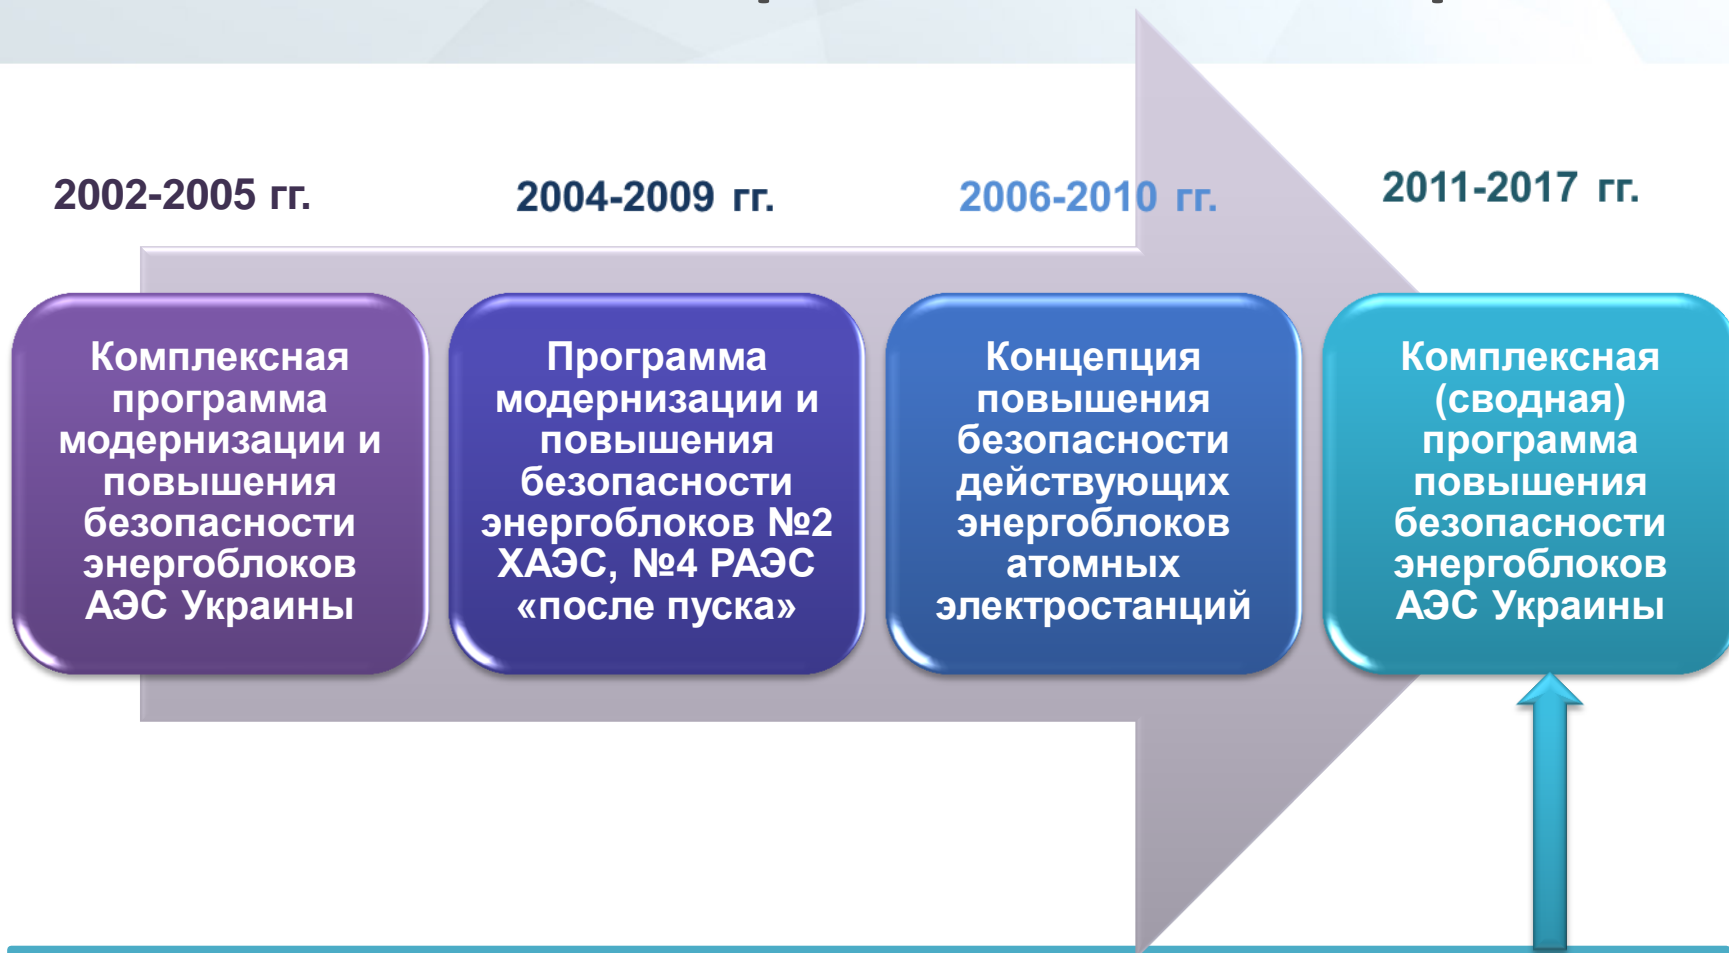 2002-2005 гг.
2004-2009 гг.
2006-2010 гг.
2011-2017 гг.
Комплексная
программа
модернизации и
повышения
безопасности
энергоблоков
АЭС Украины
Программа
модернизации и
повышения
безопасности
энергоблоков №2
ХАЭС, №4 РАЭС
«после пуска»
Концепция
повышения
безопасности
действующих
энергоблоков
атомных
электростанций
Комплексная
(сводная)
программа
повышения
безопасности
энергоблоков
АЭС Украины